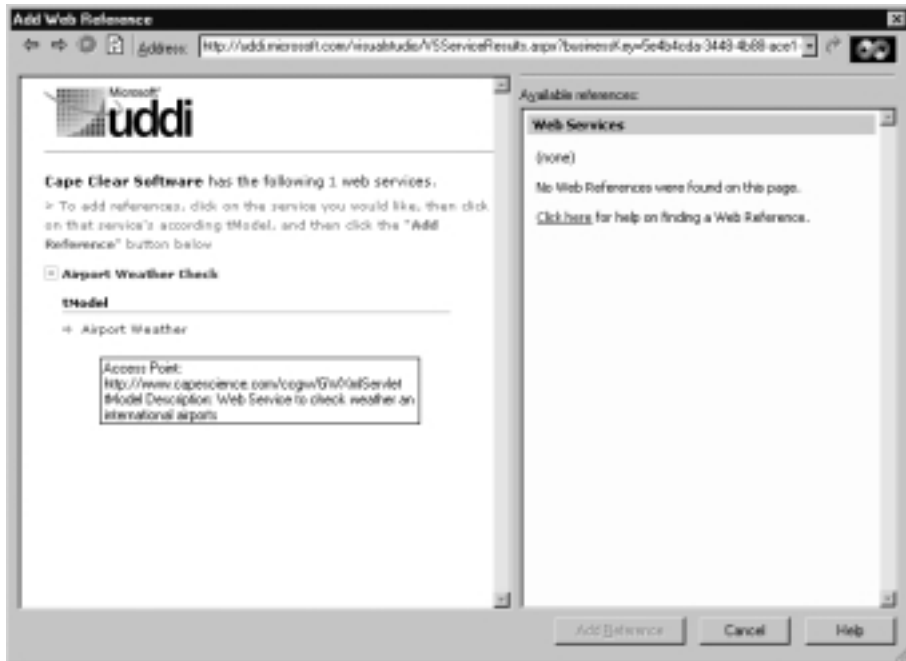 Add Web Reference
Address: http://uddi.microsoft.com/visualstudio/VSServiceResults.aspx?businessKey=5e4b4cda-3448-4b88-ace1-
Microsoft
uddi
Cape Clear Software has the following 1 web services.
> To add references, click on the service you would like, then click
on that service's according tModel, and then click the "Add
Reference" button below
Airport Weather Check
tModel
Airport Weather
Access Point:
http://www.capescience.com/ccgw/GWXmlServlet
tModel Description: Web Service to check weather an
international airports
Available references:
Web Services
(none)
No Web References were found on this page.
Click here for help on finding a Web Reference.
Add Reference
Cancel
Help